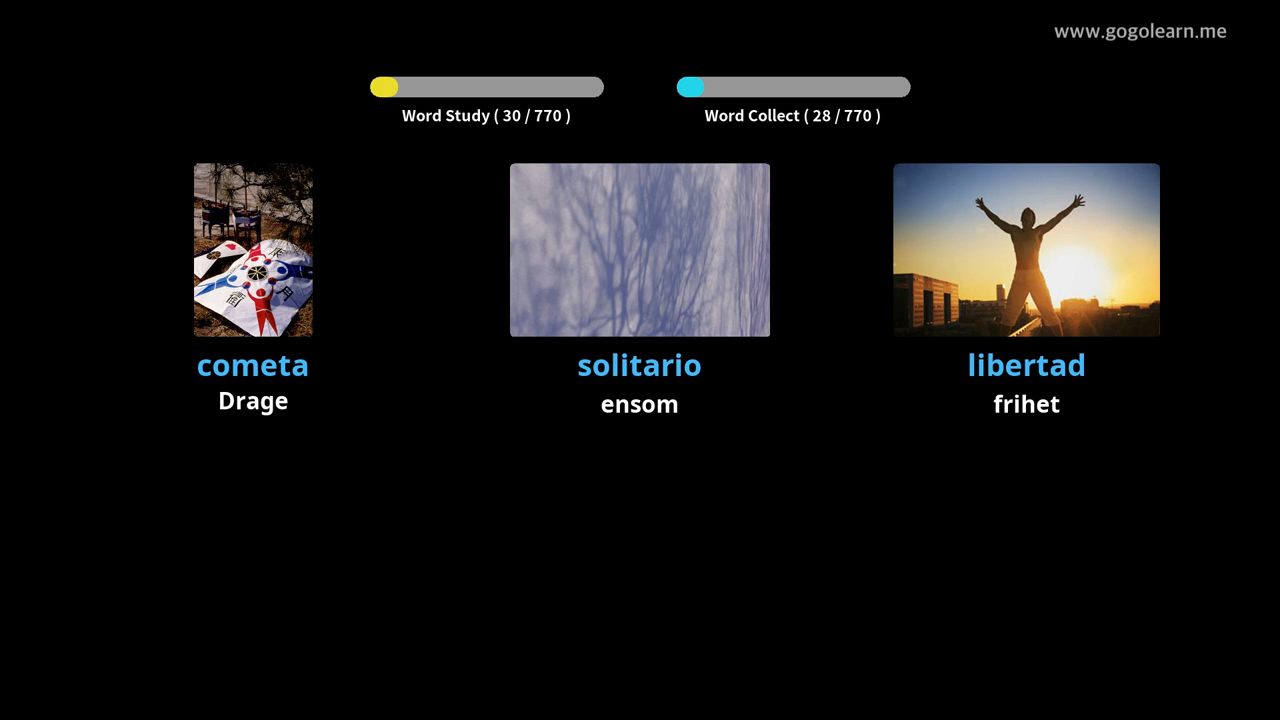 www.gogolearn.me
Word Study ( 30 / 770 )
Word Collect ( 28 / 770 )
cometa
Drage
solitario
ensom
libertad
frihet